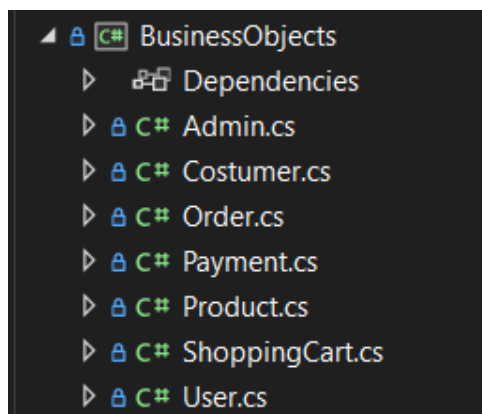 C# BusinessObjects
Dependencies
C# Admin.cs
C# Costumer.cs
C# Order.cs
C# Payment.cs
C# Product.cs
C# ShoppingCart.cs
C# User.cs